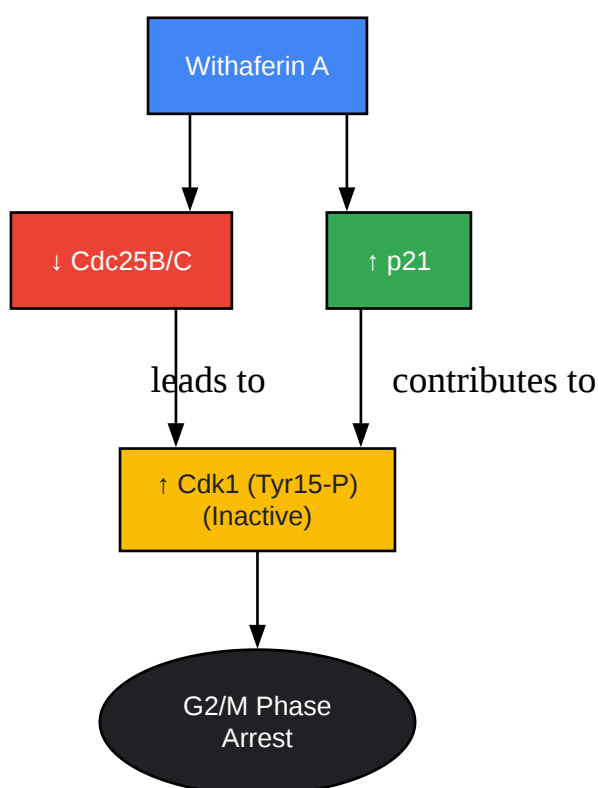 Withaferin A
↓ Cdc25B/C
↑ p21
leads to
contributes to
↑ Cdk1 (Tyr15-P)
(Inactive)
G2/M Phase
Arrest